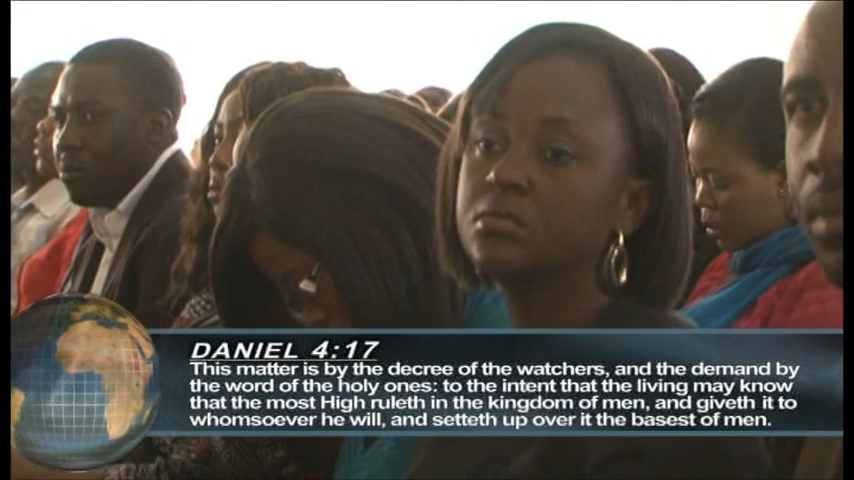 DANIEL 4:17
This matter is by the decree of the watchers, and the demand by
the word of the holy ones: to the intent that the living may know
that the most High ruleth in the kingdom of men, and giveth it to
whomsoever he will, and setteth up over it the basest of men.